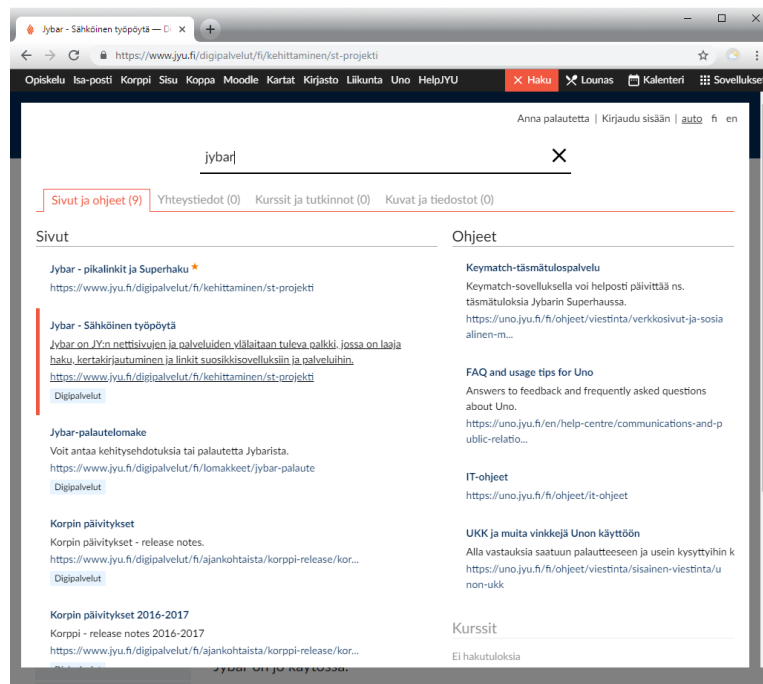 Jybar - Sähköinen työpöytä — Di
https://www.jyu.fi/digipalvelut/fi/kehittaminen/st-projekti
Opiskelu Isa-posti Korppi Sisu Koppa Moodle Kartat Kirjasto Liikunta Uno HelpJYU Haku Lounas Kalenteri Sovellukse
Anna palautetta | Kirjaudu sisään | auto fi en
jybar
Sivut ja ohjeet (9) Yhteystiedot (0) Kurssit ja tutkinnot (0) Kuvat ja tiedostot (0)
Sivut
Jybar - pikalinkit ja Superhaku
https://www.jyu.fi/digipalvelut/fi/kehittaminen/st-projekti
Jybar - Sähköinen työpöytä
Jybar on JY:n nettisivujen ja palveluiden ylälaitaan tuleva palkki, jossa on laaja
haku, kertakirjautuminen ja linkit suosikkisovelluksiin ja palveluihin.
https://www.jyu.fi/digipalvelut/fi/kehittaminen/st-projekti
Digipalvelut
Jybar-palautelomake
Voit antaa kehitysehdotuksia tai palautetta Jybarista.
https://www.jyu.fi/digipalvelut/fi/lomakkeet/jybar-palaute
Digipalvelut
Korpin päivitykset
Korpin päivitykset - release notes.
https://www.jyu.fi/digipalvelut/fi/ajankohtaista/korppi-release/kor...
Digipalvelut
Korpin päivitykset 2016-2017
Korppi - release notes 2016-2017
https://www.jyu.fi/digipalvelut/fi/ajankohtaista/korppi-release/kor...
Ohjeet
Keymatch-täsmätulospalvelu
Keymatch-sovelluksella voi helposti päivittää ns.
täsmätuloksia Jybarin Superhaussa.
https://uno.jyu.fi/fi/ohjeet/viestinta/verkkosivut-ja-sosia
alinen-m...
FAQ and usage tips for Uno
Answers to feedback and frequently asked questions
about Uno.
https://uno.jyu.fi/en/help-centre/communications-and-p
ublic-relatio...
IT-ohjeet
https://uno.jyu.fi/fi/ohjeet/it-ohjeet
UKK ja muita vinkkejä Unon käyttöön
Alla vastauksia saatuun palautteeseen ja usein kysyttyihin k
https://uno.jyu.fi/fi/ohjeet/viestinta/sisainen-viestinta/u
non-ukk
Kurssit
Ei hakutuloksia
Jybar on jo käytössä.